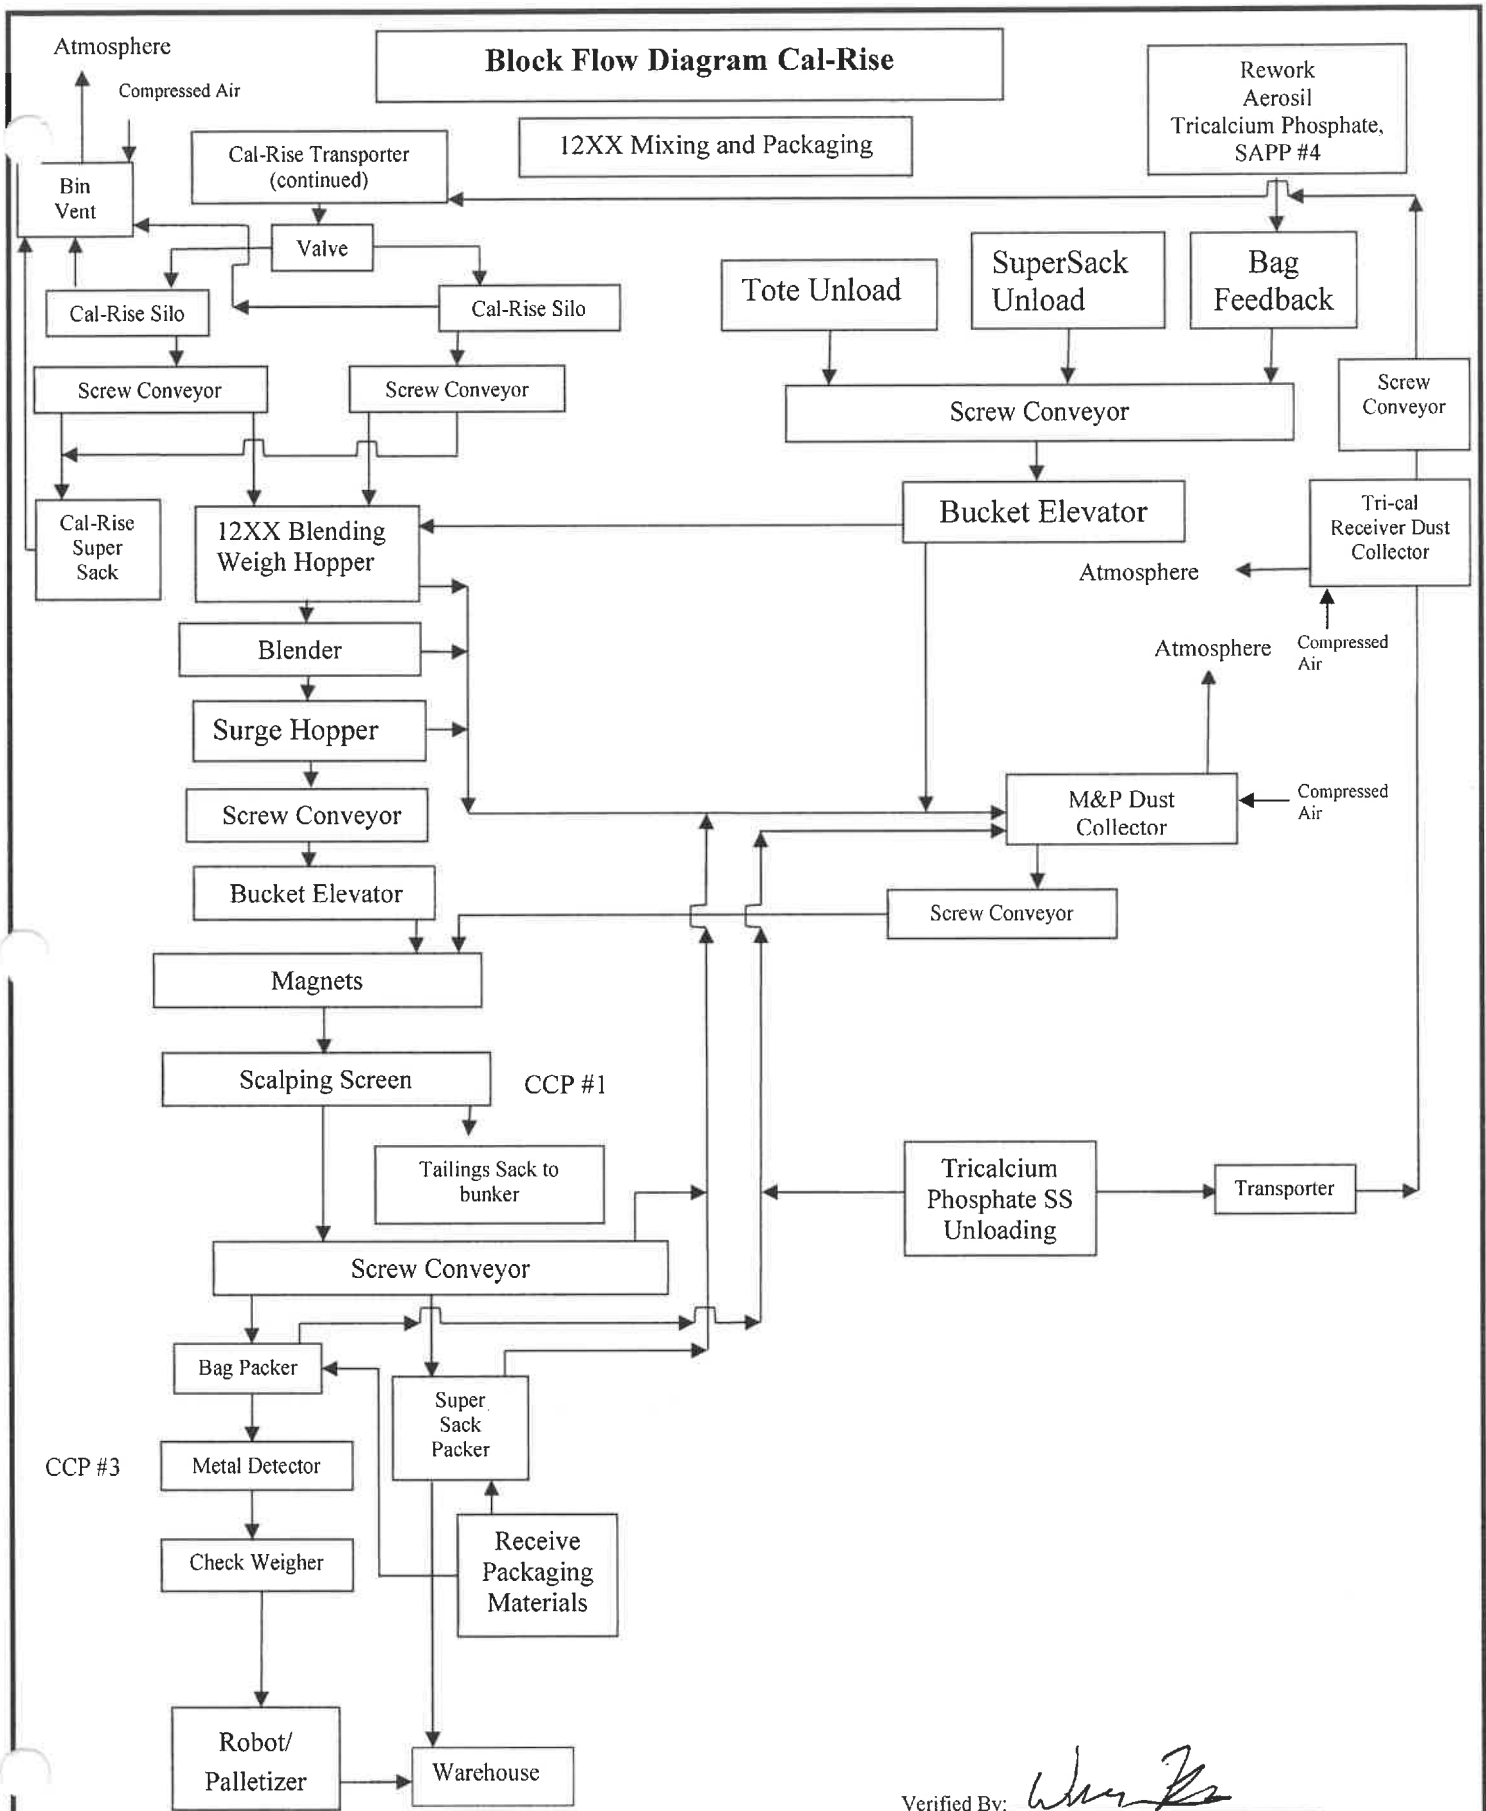 Block Flow Diagram Cal-Rise
12XX Mixing and Packaging
Atmosphere
Compressed Air
Bin
Vent
Cal-Rise Transporter
(continued)
Rework
Aerosil
Tricalcium Phosphate,
SAPP #4
Valve
Cal-Rise Silo
Cal-Rise Silo
Tote Unload
SuperSack
Unload
Bag
Feedback
Screw Conveyor
Screw Conveyor
Screw Conveyor
Screw
Conveyor
Cal-Rise
Super
Sack
12XX Blending
Weigh Hopper
Bucket Elevator
Tri-cal
Receiver Dust
Collector
Atmosphere
Compressed
Air
Blender
Atmosphere
Surge Hopper
Screw Conveyor
M&P Dust
Collector
Compressed
Air
Bucket Elevator
Screw Conveyor
Magnets
Scalping Screen
CCP #1
Tailings Sack to
bunker
Tricalcium
Phosphate SS
Unloading
Transporter
Screw Conveyor
Bag Packer
Super
Sack
Packer
CCP #3
Metal Detector
Check Weigher
Receive
Packaging
Materials
Robot/
Palletizer
Warehouse
Verified By: